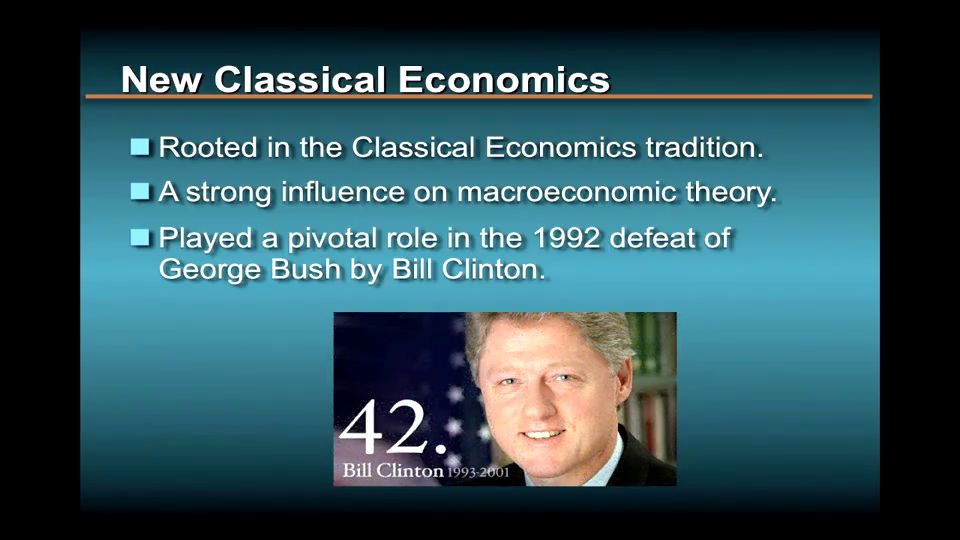 New Classical Economics
Rooted in the Classical Economics tradition.
A strong influence on macroeconomic theory.
Played a pivotal role in the 1992 defeat of
George Bush by Bill Clinton.
42.
Bill Clinton 1993-2001